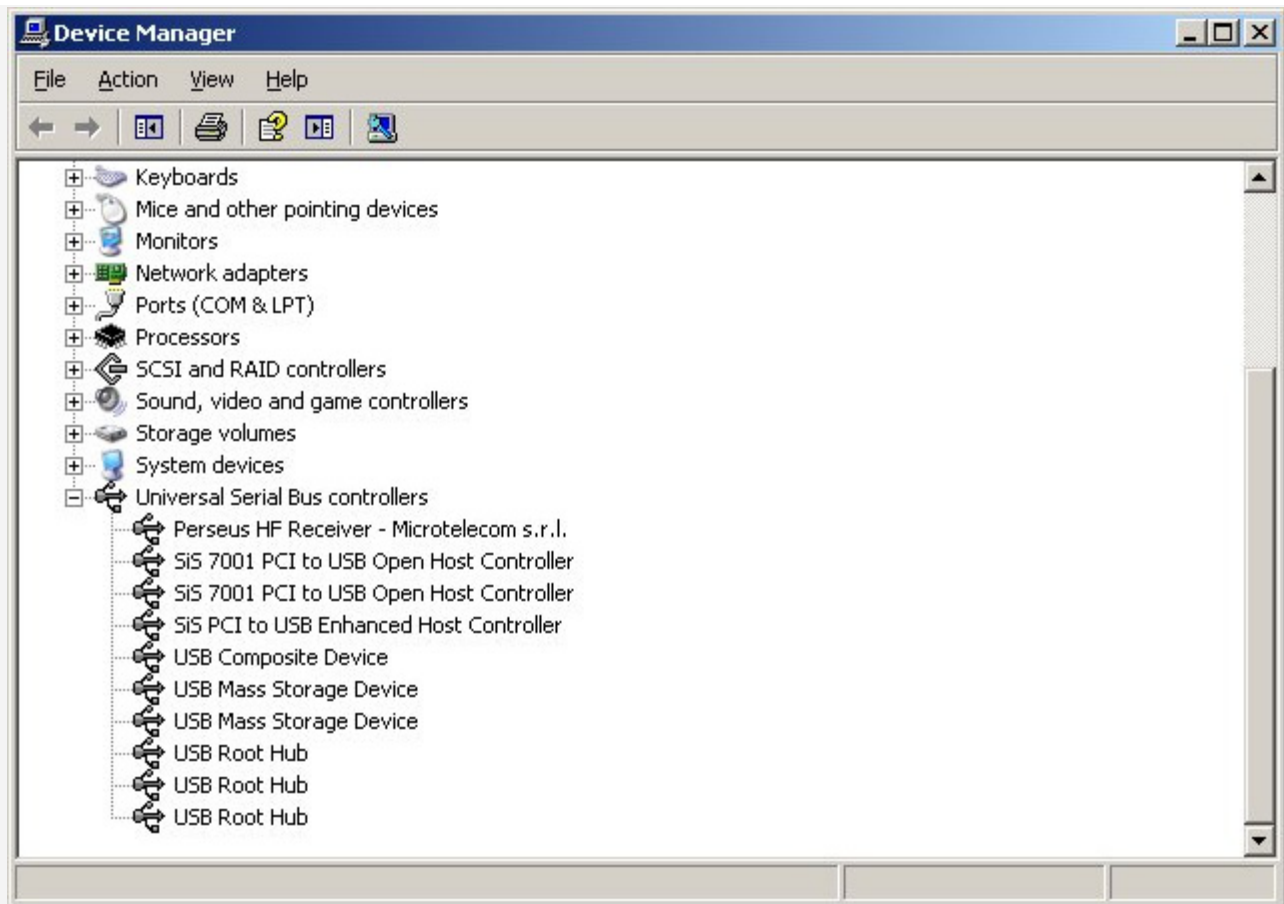 Device Manager
File Action View Help
Keyboards
Mice and other pointing devices
Monitors
Network adapters
Ports (COM & LPT)
Processors
SCSI and RAID controllers
Sound, video and game controllers
Storage volumes
System devices
Universal Serial Bus controllers
Perseus HF Receiver - Microtelecom s.r.l.
SiS 7001 PCI to USB Open Host Controller
SiS 7001 PCI to USB Open Host Controller
SiS PCI to USB Enhanced Host Controller
USB Composite Device
USB Mass Storage Device
USB Mass Storage Device
USB Root Hub
USB Root Hub
USB Root Hub